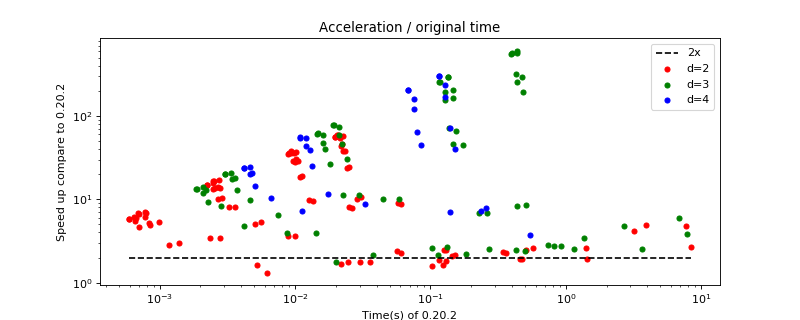 Acceleration / original time
Speed up compare to 0.20.2
10²
10¹
10⁰
2x
d=2
d=3
d=4
10⁻³
10⁻²
10⁻¹
10⁰
10¹
Time(s) of 0.20.2